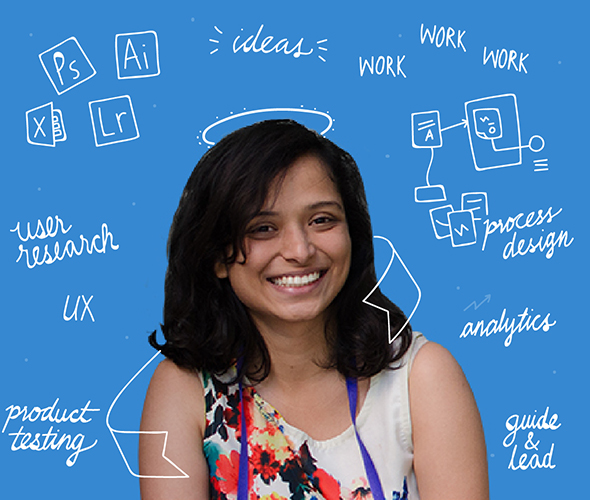 Ps
Ai
ideas
WORK
WORK
WORK
X
Lr
A
user
research
process
design
UX
analytics
product
testing
guide
&
lead